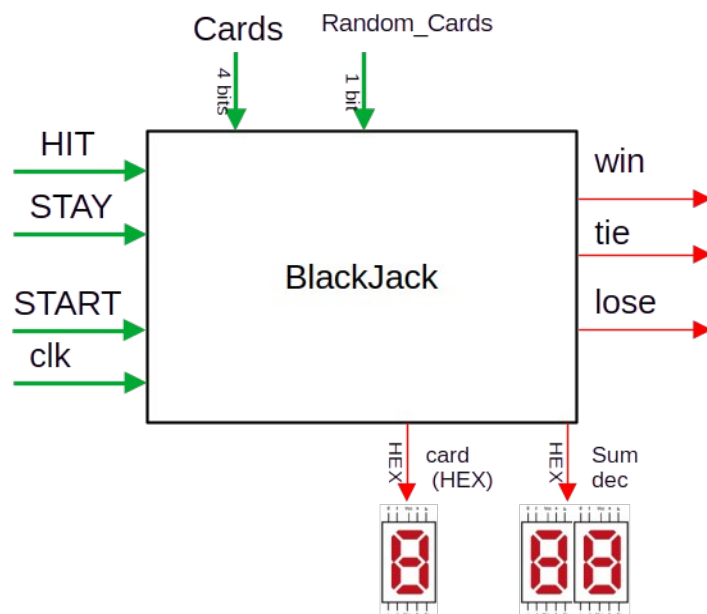 Cards
Random_Cards
4 bits
1 bit
HIT
STAY
START
clk
BlackJack
win
tie
lose
HEX
card
(HEX)
HEX
Sum
dec